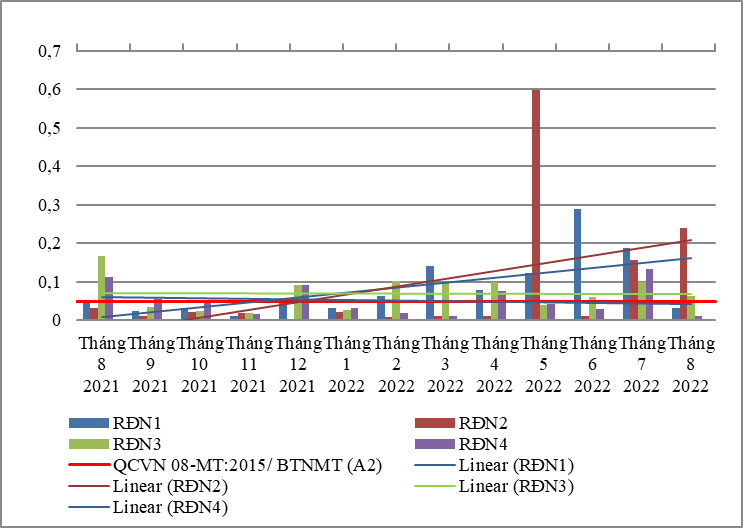 0,7
0,6
0,5
0,4
0,3
0,2
0,1
0
Tháng Tháng Tháng Tháng Tháng Tháng Tháng Tháng Tháng Tháng Tháng Tháng Tháng
8 9 10 11 12 1 2 3 4 5 6 7 8
2021 2021 2021 2021 2021 2022 2022 2022 2022 2022 2022 2022 2022
RĐN1 RĐN2
RĐN3 RĐN4
QCVN 08-MT:2015/ BTNMT (A2) Linear (RĐN1)
Linear (RĐN2) Linear (RĐN3)
Linear (RĐN4)